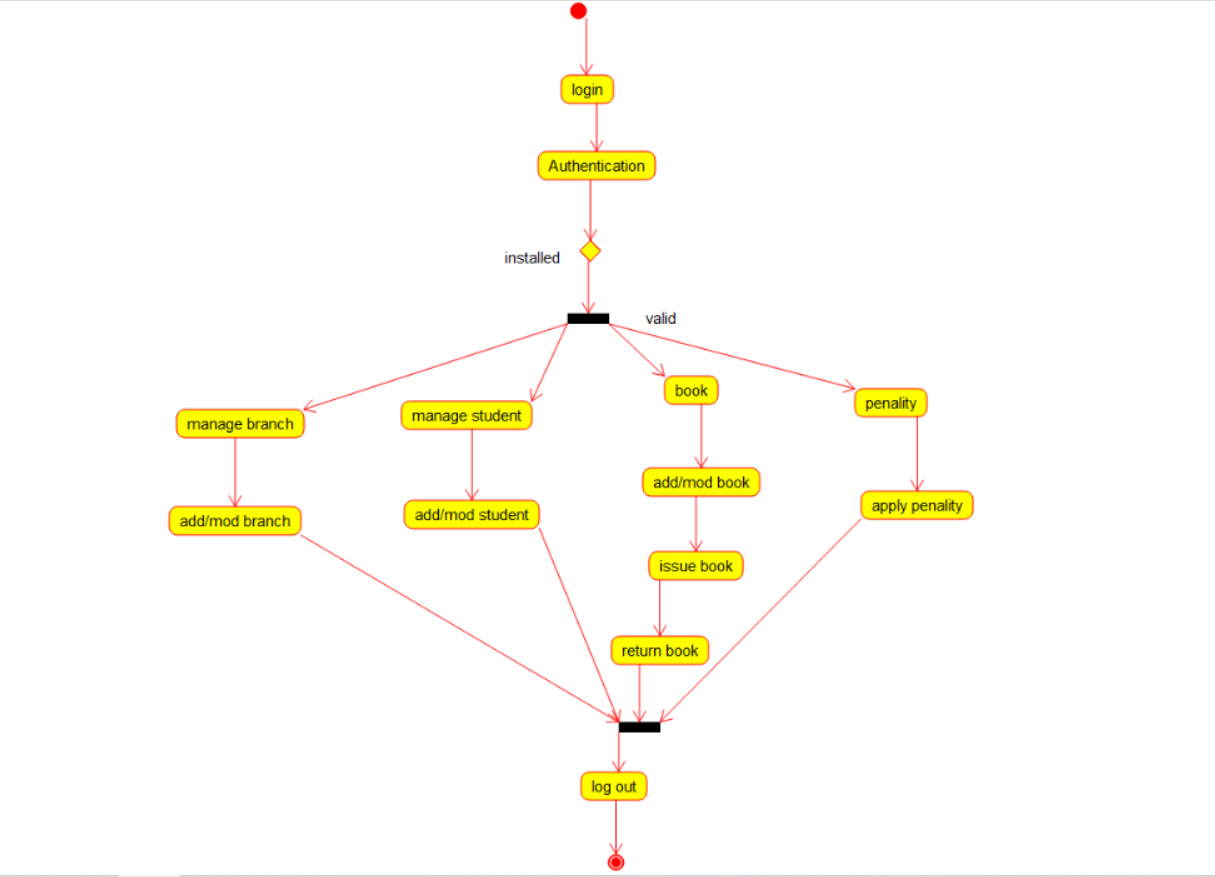 login
Authentication
installed
valid
manage branch
manage student
book
penality
add/mod branch
add/mod student
add/mod book
apply penality
issue book
return book
log out